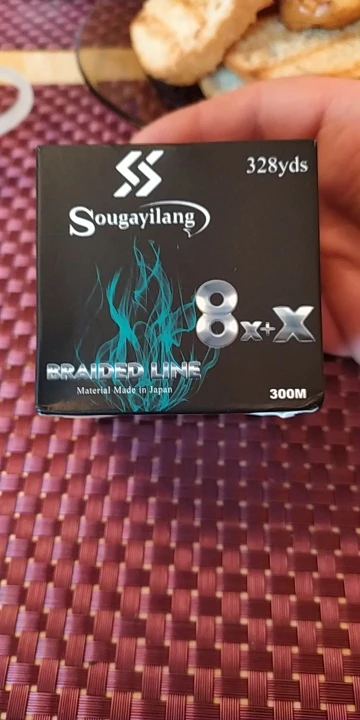 328yds
Sougayilang
8x+X
BRAIDED LINE
Material Made in Japan
300M